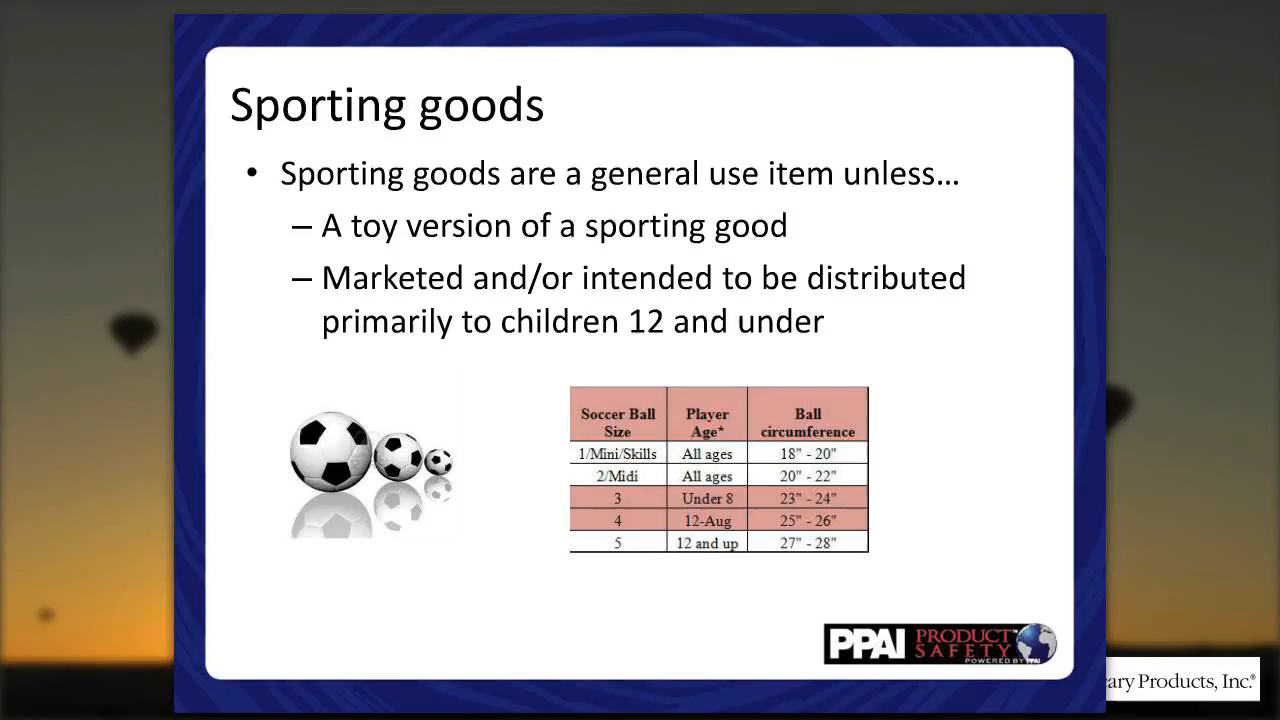 Sporting goods
• Sporting goods are a general use item unless…
– A toy version of a sporting good
– Marketed and/or intended to be distributed
primarily to children 12 and under
Soccer Ball Size Player Age* Ball circumference
1/Mini/Skills All ages 18" - 20"
2/Midi All ages 20" - 22"
3 Under 8 23" - 24"
4 12-Aug 25" - 26"
5 12 and up 27" - 28"
PPAI PRODUCT SAFETY
POWERED BY PPAI
Products, Inc.®